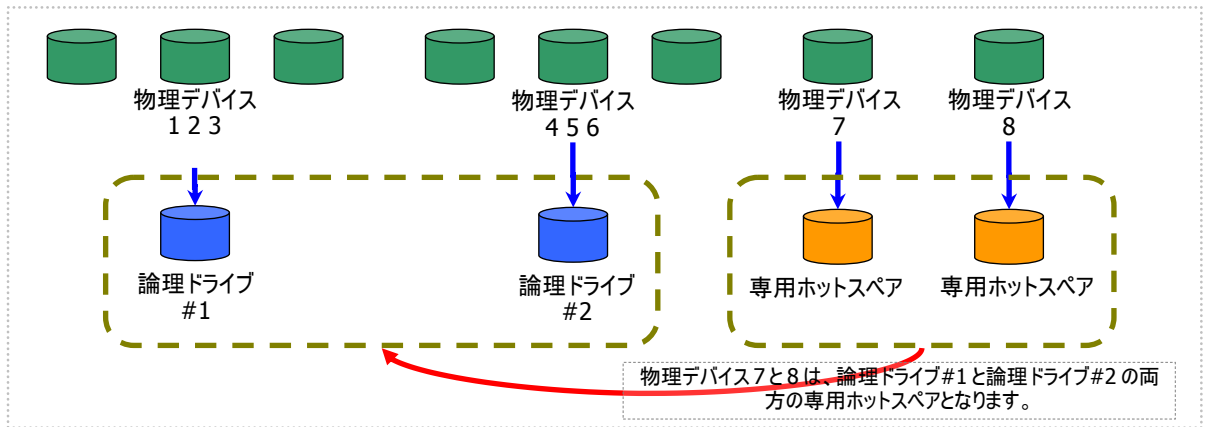 物理デバイス
1 2 3
物理デバイス
4 5 6
物理デバイス
7
物理デバイス
8
論理ドライブ
#1
論理ドライブ
#2
専用ホットスペア
専用ホットスペア
物理デバイス7と8は、論理ドライブ#1と論理ドライブ#2の両
方の専用ホットスペアとなります。